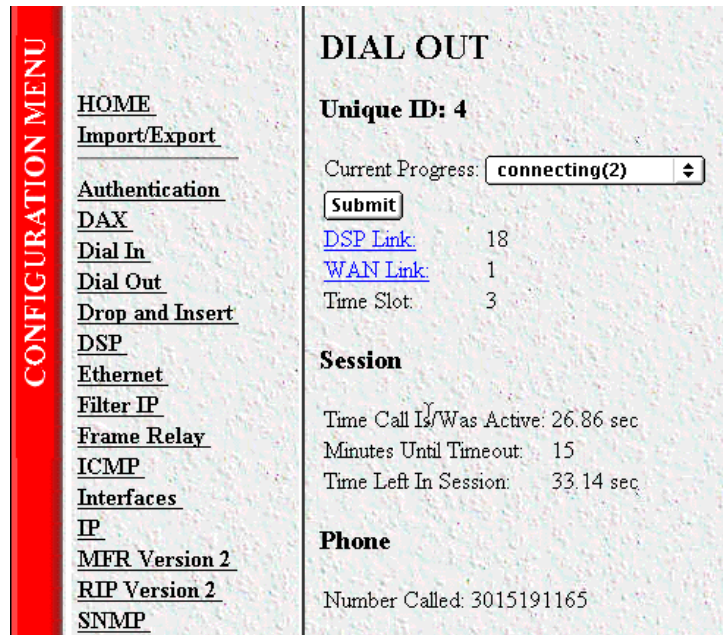 CONFIGURATION MENU
HOME
Import/Export
Authentication
DAX
Dial In
Dial Out
Drop and Insert
DSP
Ethernet
Filter IP
Frame Relay
ICMP
Interfaces
IP
MFR Version 2
RIP Version 2
SNMP
DIAL OUT
Unique ID: 4
Current Progress: connecting(2)
Submit
DSP Link: 18
WAN Link: 1
Time Slot: 3
Session
Time Call Is/Was Active: 26.86 sec
Minutes Until Timeout: 15
Time Left In Session: 33.14 sec
Phone
Number Called: 3015191165